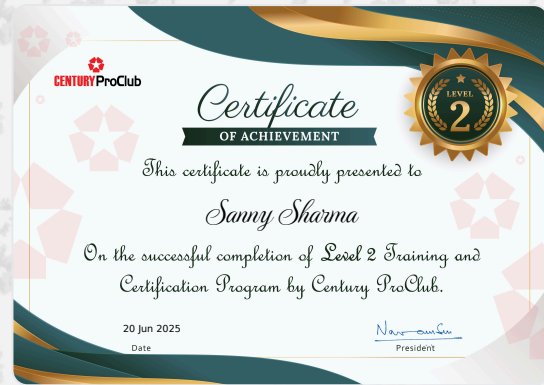 CENTURY ProClub
Certificate
OF ACHIEVEMENT
LEVEL
2
This certificate is proudly presented to
Sanny Sharma
On the successful completion of Level 2 Training and
Certification Program by Century ProClub.
20 Jun 2025
Date
President